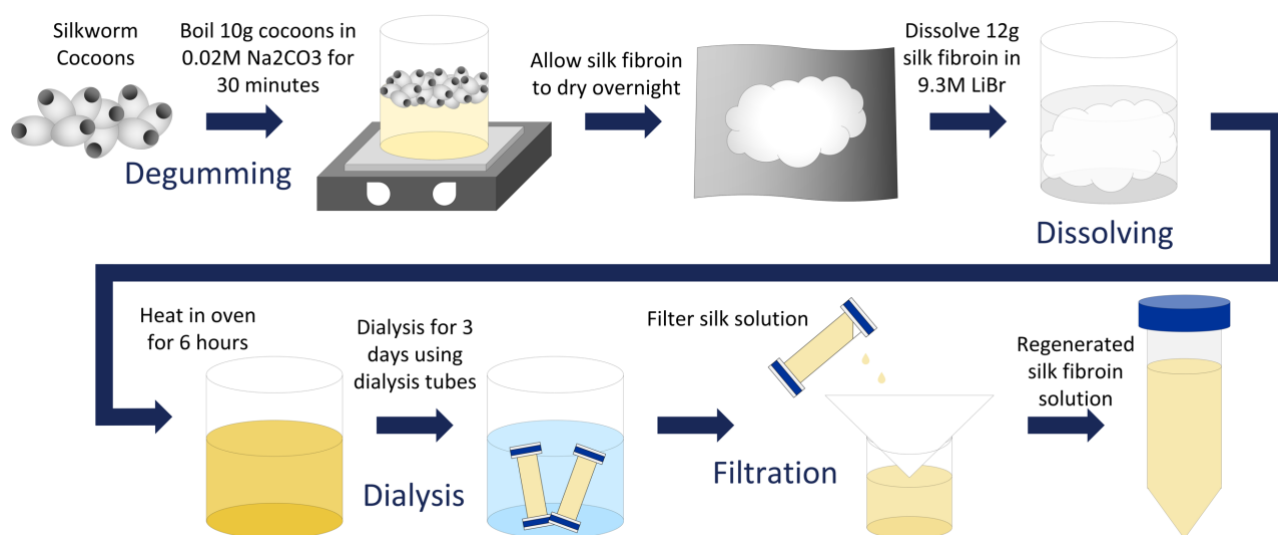 Silkworm
Cocoons
Boil 10g cocoons in
0.02M Na2CO3 for
30 minutes
Degumming
Allow silk fibroin
to dry overnight
Dissolve 12g
silk fibroin in
9.3M LiBr
Dissolving
Heat in oven
for 6 hours
Dialysis for 3
days using
dialysis tubes
Dialysis
Filter silk solution
Filtration
Regenerated
silk fibroin
solution